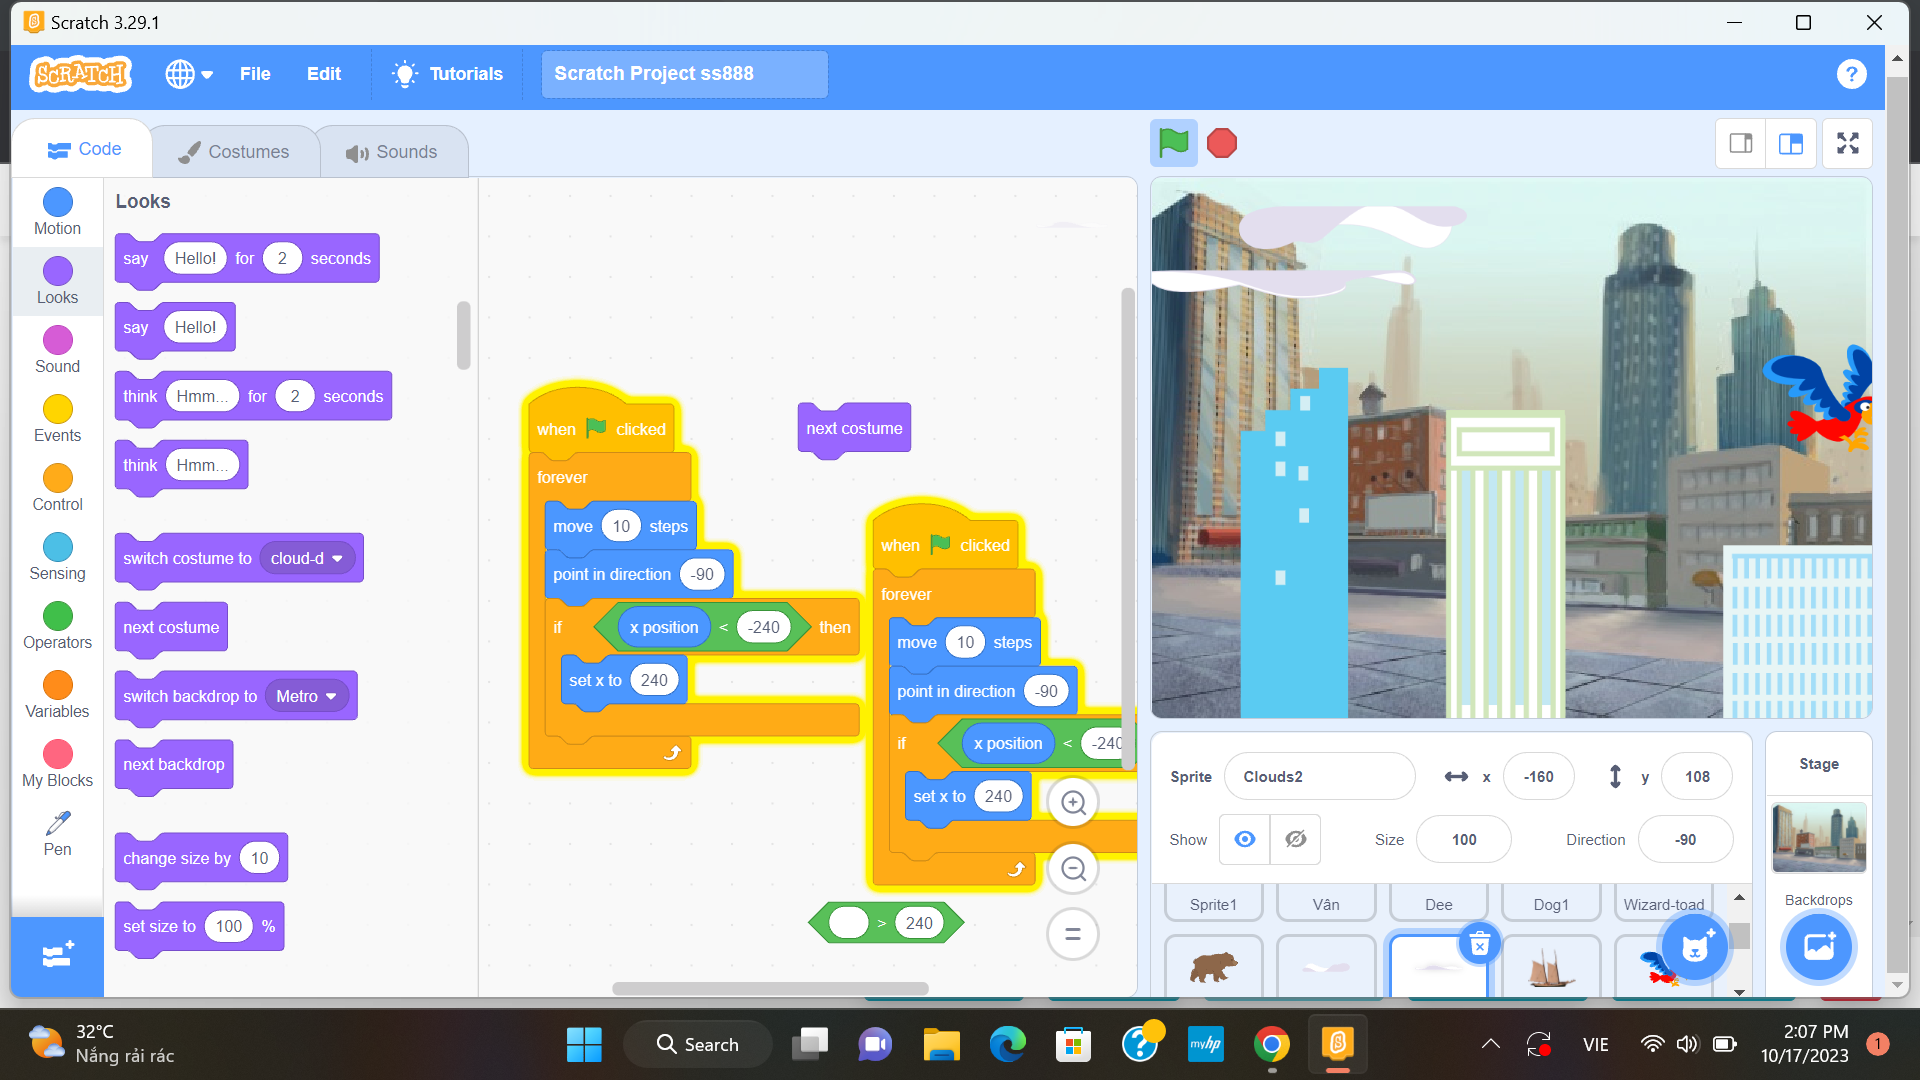 Scratch 3.29.1
SCRATCH
File
Edit
Tutorials
Scratch Project ss888
?
Code
Costumes
Sounds
Motion
Looks
Sound
Events
Control
Sensing
Operators
Variables
My Blocks
Pen
Looks
say Hello! for 2 seconds
say Hello!
think Hmm... for 2 seconds
think Hmm...
switch costume to cloud-d
next costume
switch backdrop to Metro
next backdrop
change size by 10
set size to 100 %
when clicked
forever
move 10 steps
point in direction -90
if x position < -240 then
set x to 240
next costume
when clicked
forever
move 10 steps
point in direction -90
if x position < -240
set x to 240
> 240
Sprite Clouds2 x -160 y 108
Show Size 100 Direction -90
Sprite1
Vân
Dee
Dog1
Wizard-toad
Stage
Backdrops
32°C
Nắng rải rác
Search
myhp
VIE
2:07 PM
10/17/2023
1